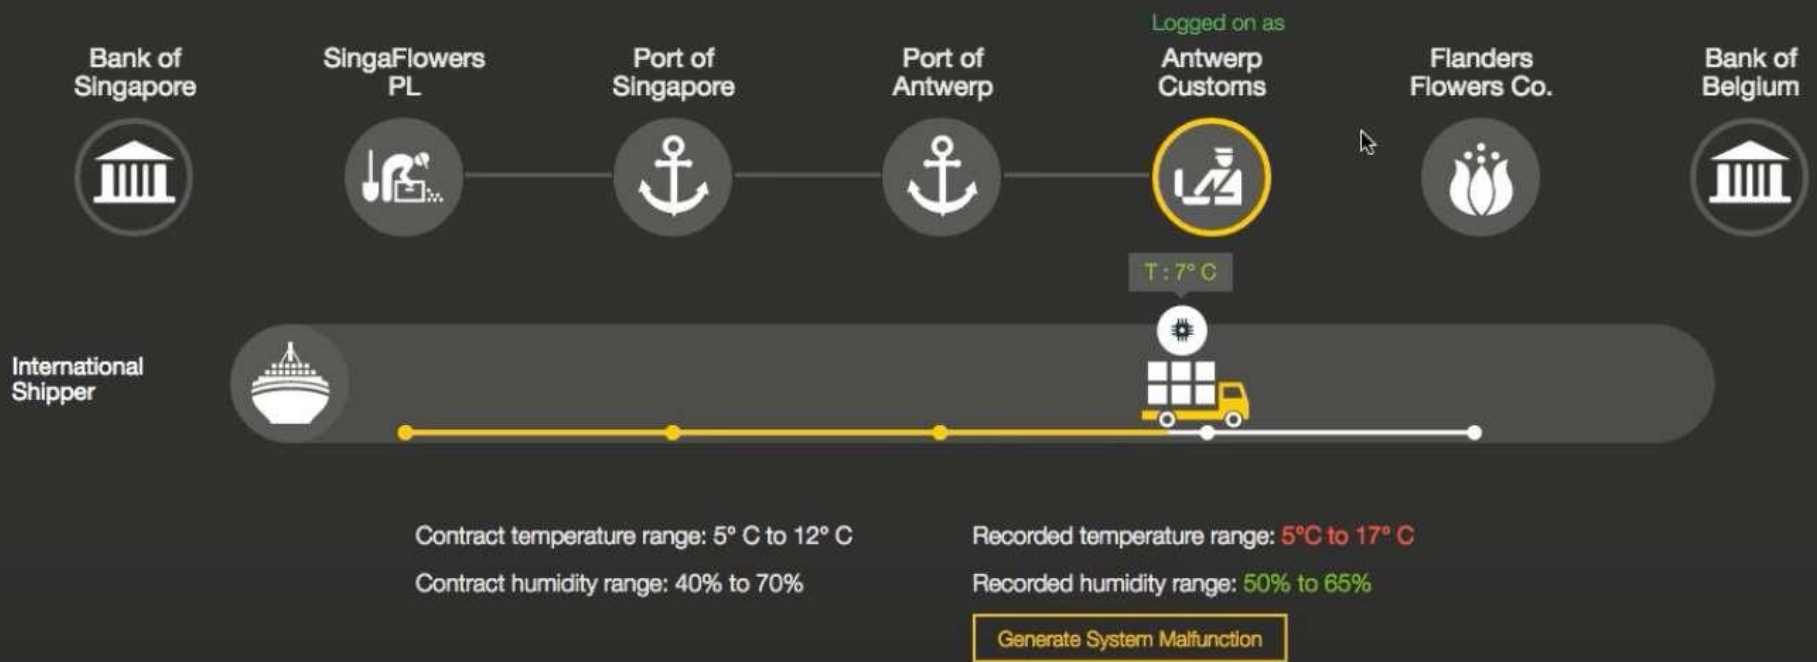 Logged on as
Bank of
Singapore
SingaFlowers
PL
Port of
Singapore
Port of
Antwerp
Antwerp
Customs
Flanders
Flowers Co.
Bank of
Belgium
T : 7° C
International
Shipper
Contract temperature range: 5° C to 12° C
Recorded temperature range: 5°C to 17° C
Contract humidity range: 40% to 70%
Recorded humidity range: 50% to 65%
Generate System Malfunction